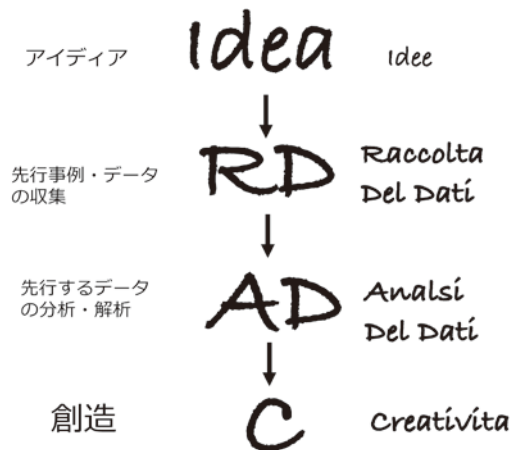 アイディア Idea Idee
先行事例・データ
の収集
RD
Raccolta
Del Dati
先行するデータ
の分析・解析
AD
Analsi
Del Dati
創造 C Creativita